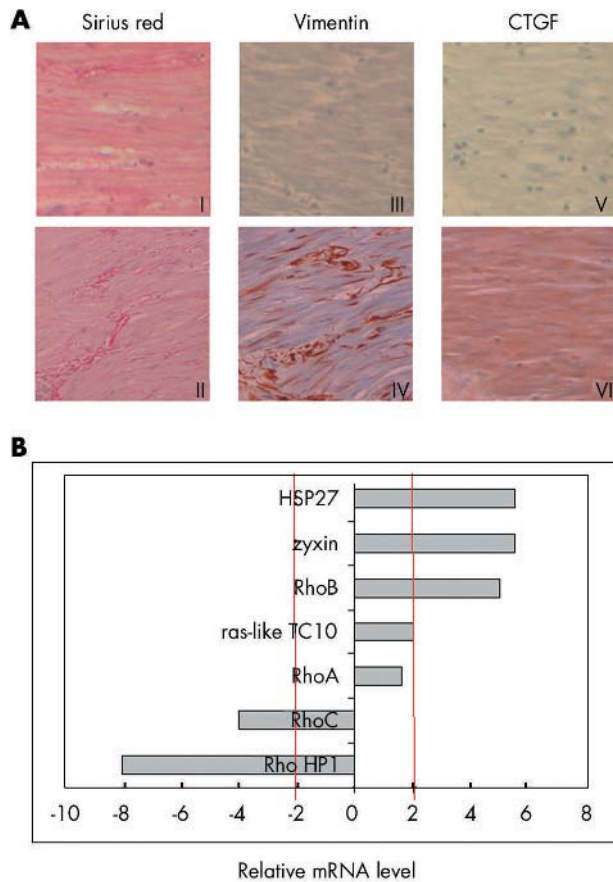 A
Sirius red Vimentin CTGF
I III V
II IV VI
B
HSP27
zyxin
RhoB
ras-like TC10
RhoA
RhoC
Rho HP1
-10 -8 -6 -4 -2 0 2 4 6 8
Relative mRNA level